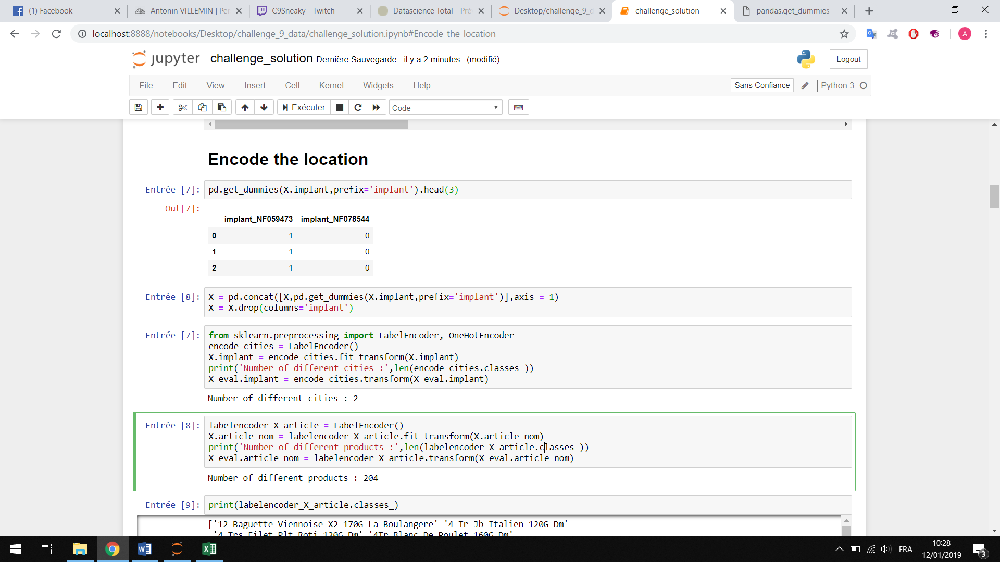 (1) Facebook
Antonin VILLEMIN | Per
C9Sneaky - Twitch
Datascience Total - Pré
Desktop/challenge_9_d
challenge_solution
pandas.get_dummies –
localhost:8888/notebooks/Desktop/challenge_9_data/challenge_solution.ipynb#Encode-the-location
A
jupyter
challenge_solution Dernière Sauvegarde : il y a 2 minutes (modifié)
Logout
File Edit View Insert Cell Kernel Widgets Help
Sans Confiance
Python 3
Exécuter
Code
Encode the location
Entrée [7]: pd.get_dummies(X.implant,prefix='implant').head(3)
Out[7]:
implant_NF059473 implant_NF078544
0 1 0
1 1 0
2 1 0
Entrée [8]: X = pd.concat([X,pd.get_dummies(X.implant,prefix='implant')],axis = 1)
X = X.drop(columns='implant')
Entrée [7]: from sklearn.preprocessing import LabelEncoder, OneHotEncoder
encode_cities = LabelEncoder()
X.implant = encode_cities.fit_transform(X.implant)
print('Number of different cities :',len(encode_cities.classes_))
X_eval.implant = encode_cities.transform(X_eval.implant)
Number of different cities : 2
Entrée [8]: labelencoder_X_article = LabelEncoder()
X.article_nom = labelencoder_X_article.fit_transform(X.article_nom)
print('Number of different products :',len(labelencoder_X_article.classes_))
X_eval.article_nom = labelencoder_X_article.transform(X_eval.article_nom)
Number of different products : 204
Entrée [9]: print(labelencoder_X_article.classes_)
['12 Baguette Viennoise X2 170G La Boulangere' '4 Tr Jb Italien 120G Dm'
'4 Trs Filet Plt Roti 120G Dm' '4Tr Blanc De Poulet 160G Dm'
FRA
10:28
12/01/2019
3